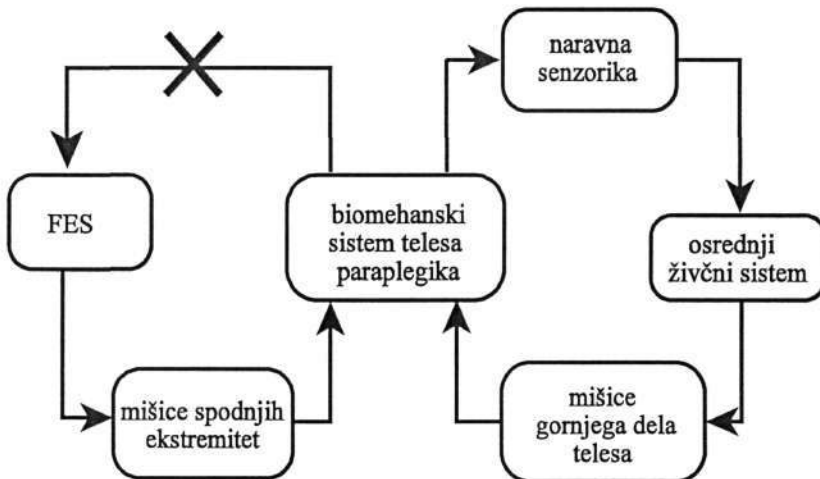 naravna
senzorika
FES
biomehanski
sistem telesa
paraplegika
osrednji
živčni sistem
mišice spodnjih
ekstremitet
mišice
gornjega dela
telesa